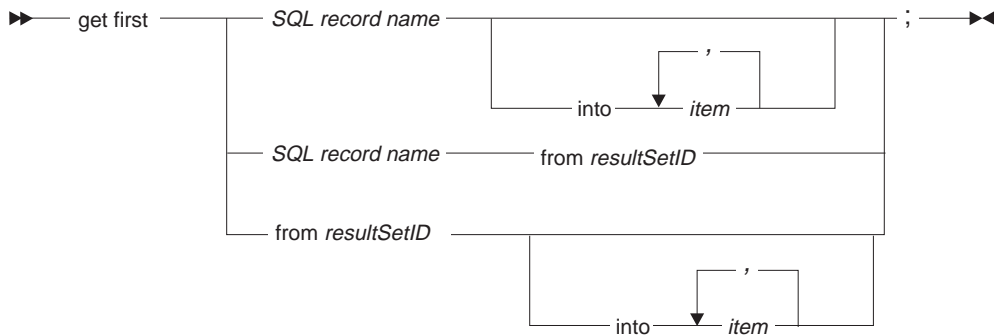 get first SQL record name ;
,
into item
SQL record name from resultSetID
from resultSetID
,
into item